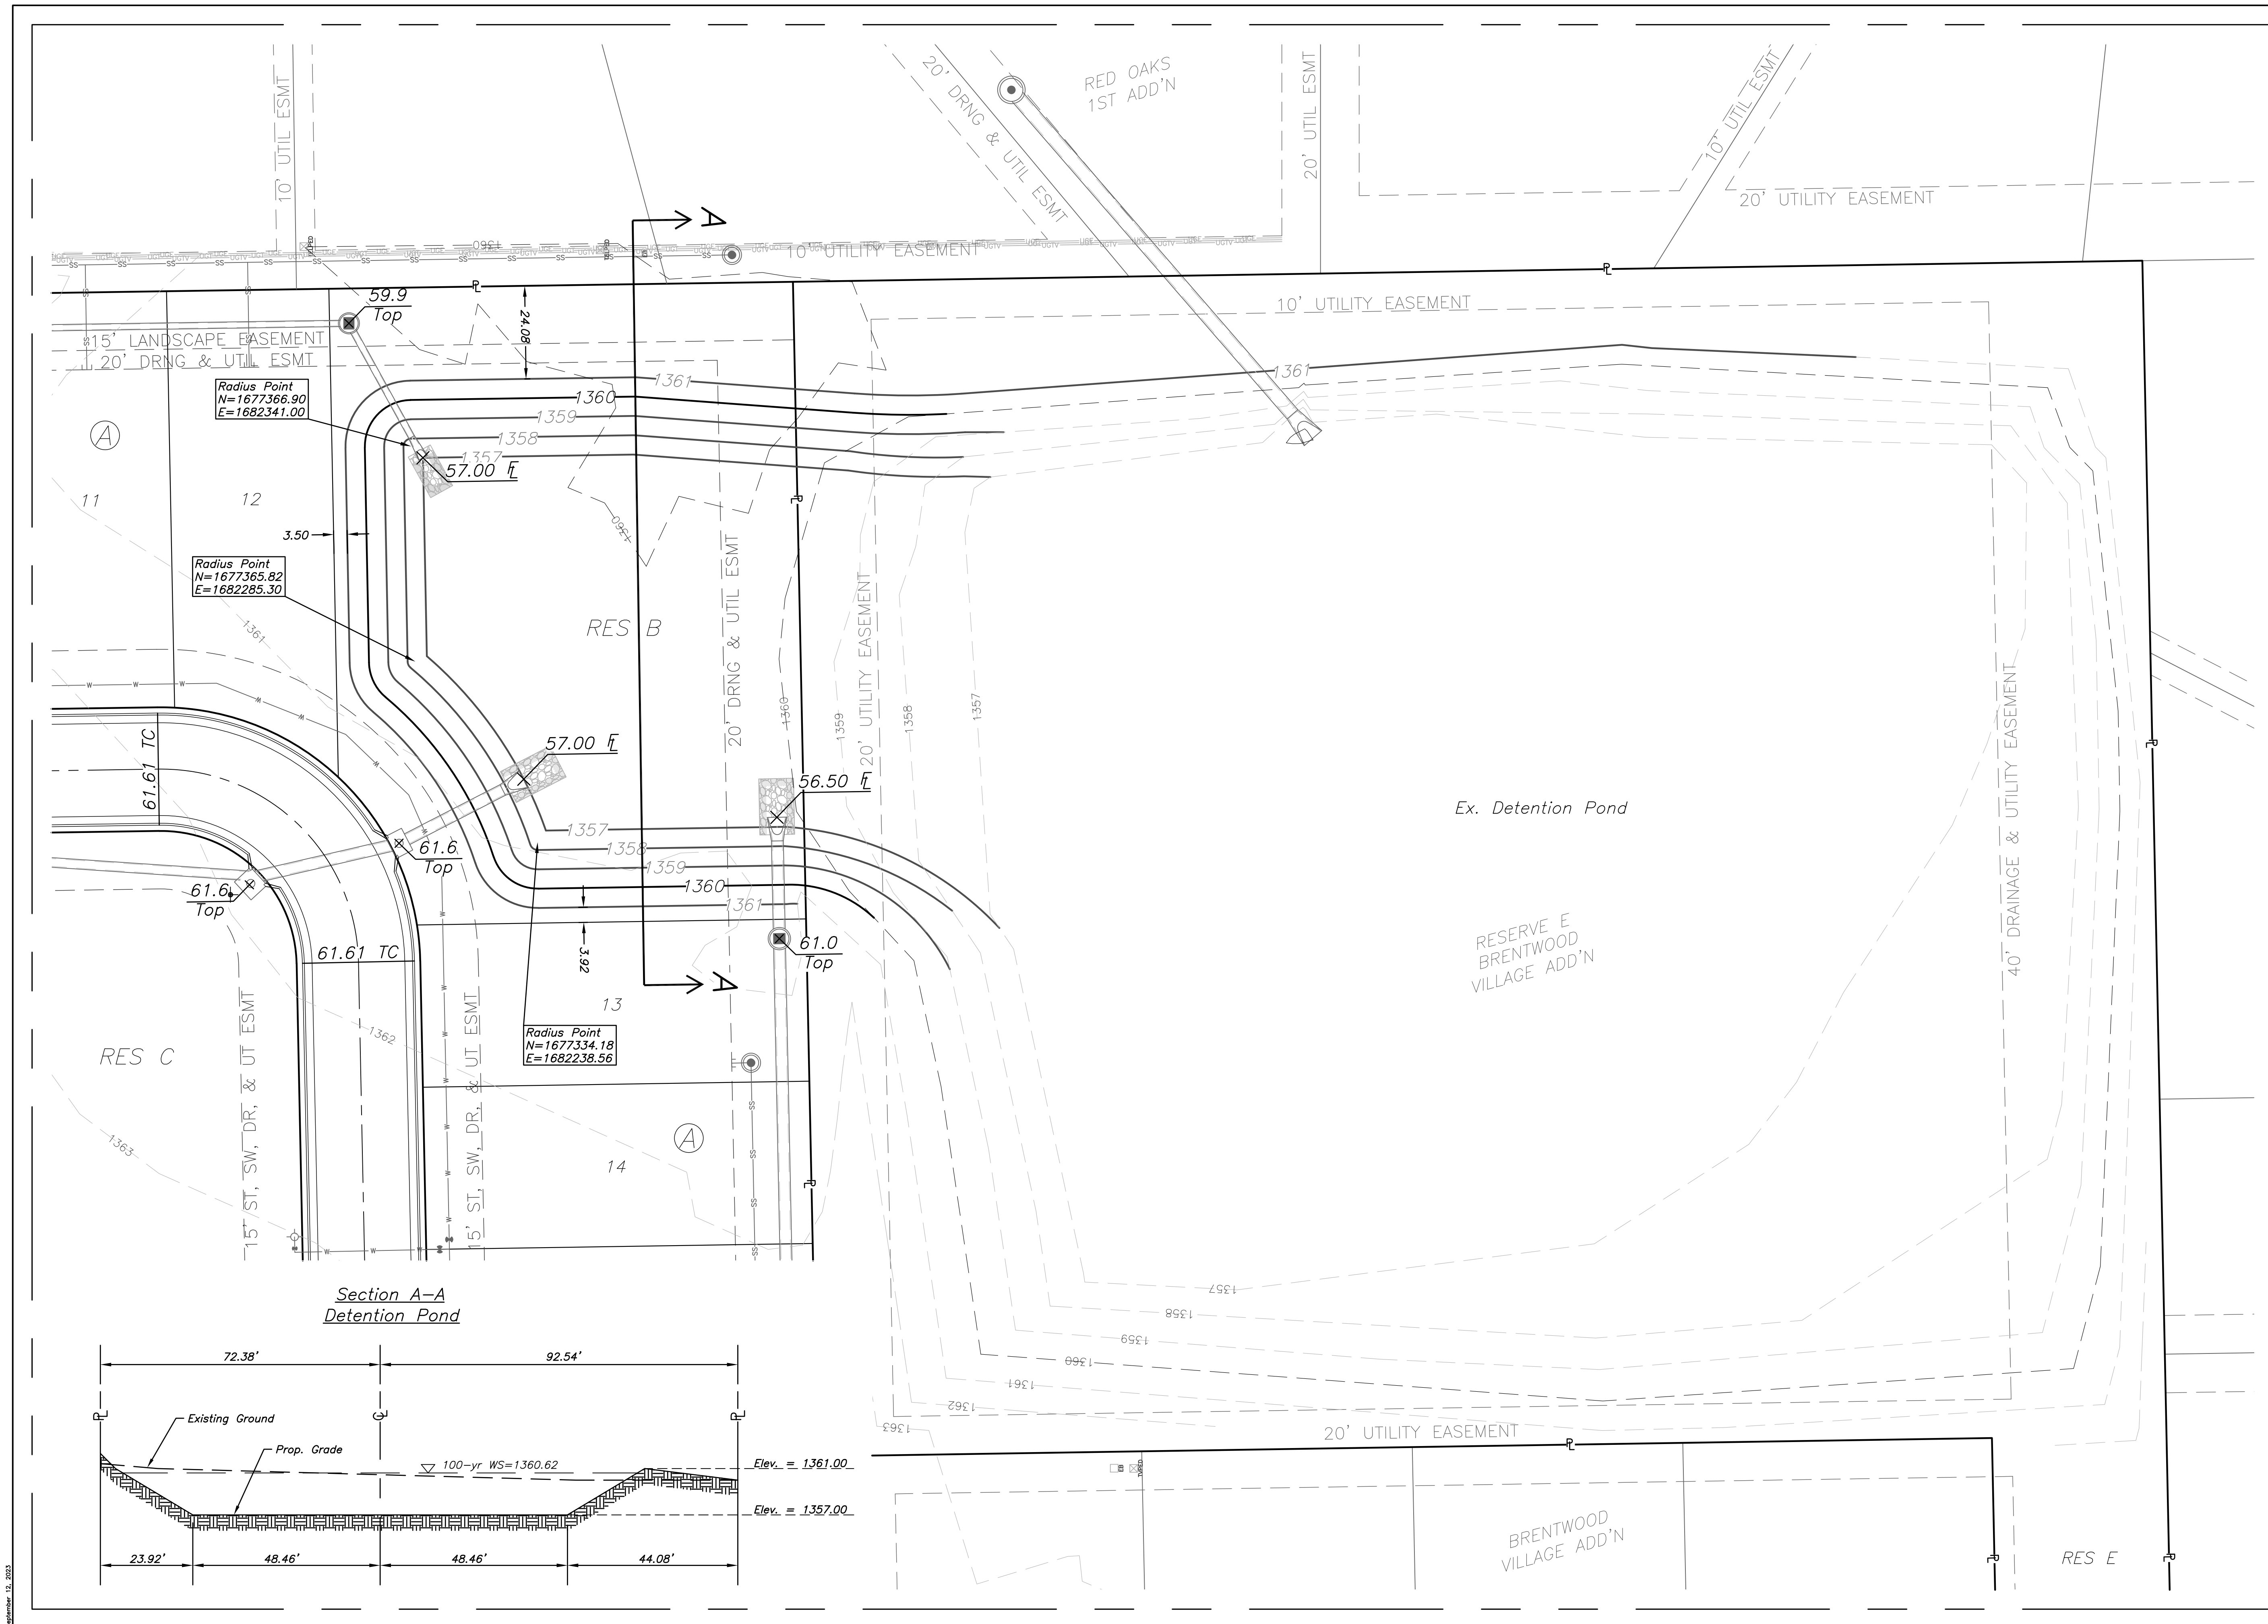 10' UTIL ESMT
20' DRNG & UTIL ESMT
RED OAKS
1ST ADD'N
20' UTIL ESMT
10' UTIL ESMT
20' UTILITY EASEMENT
A
1360
10' UTILITY EASEMENT
59.9
Top
24.08
15' LANDSCAPE EASEMENT
20' DRNG & UTIL ESMT
10' UTILITY EASEMENT
Radius Point
N=1677366.90
E=1682341.00
1361
1361
1360
1359
1358
1357
57.00 FL
A
11
12
3.50
1360
Radius Point
N=1677365.82
E=1682285.30
1361
RES B
20' DRNG & UTIL ESMT
20' UTILITY EASEMENT
1360
1359
1358
1357
40' DRAINAGE & UTILITY EASEMENT
57.00 FL
56.50 FL
61.61 TC
Ex. Detention Pond
1357
1358
1359
1360
1361
61.6
Top
61.6
Top
61.0
Top
61.61 TC
3.92
A
13
RESERVE E
BRENTWOOD
VILLAGE ADD'N
Radius Point
N=1677334.18
E=1682238.56
1362
RES C
15' ST, SW, DR, & UT ESMT
15' ST, SW, DR, & UT ESMT
1363
A
14
1357
1358
1359
1360
1361
1362
1363
20' UTILITY EASEMENT
TVPED
BRENTWOOD
VILLAGE ADD'N
RES E
Section A-A
Detention Pond
72.38'
92.54'
Existing Ground
Prop. Grade
100-yr WS=1360.62
Elev. = 1361.00
Elev. = 1357.00
23.92'
48.46'
48.46'
44.08'
eptember 12, 2023